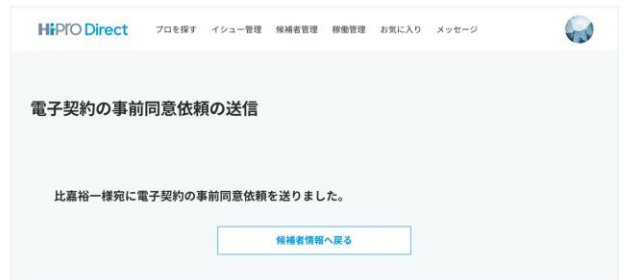 HiPRO Direct プロを探す イシュー管理 候補者管理 稼働管理 お気に入り メッセージ
電子契約の事前同意依頼の送信
比嘉裕一様宛に電子契約の事前同意依頼を送りました。
候補者情報へ戻る